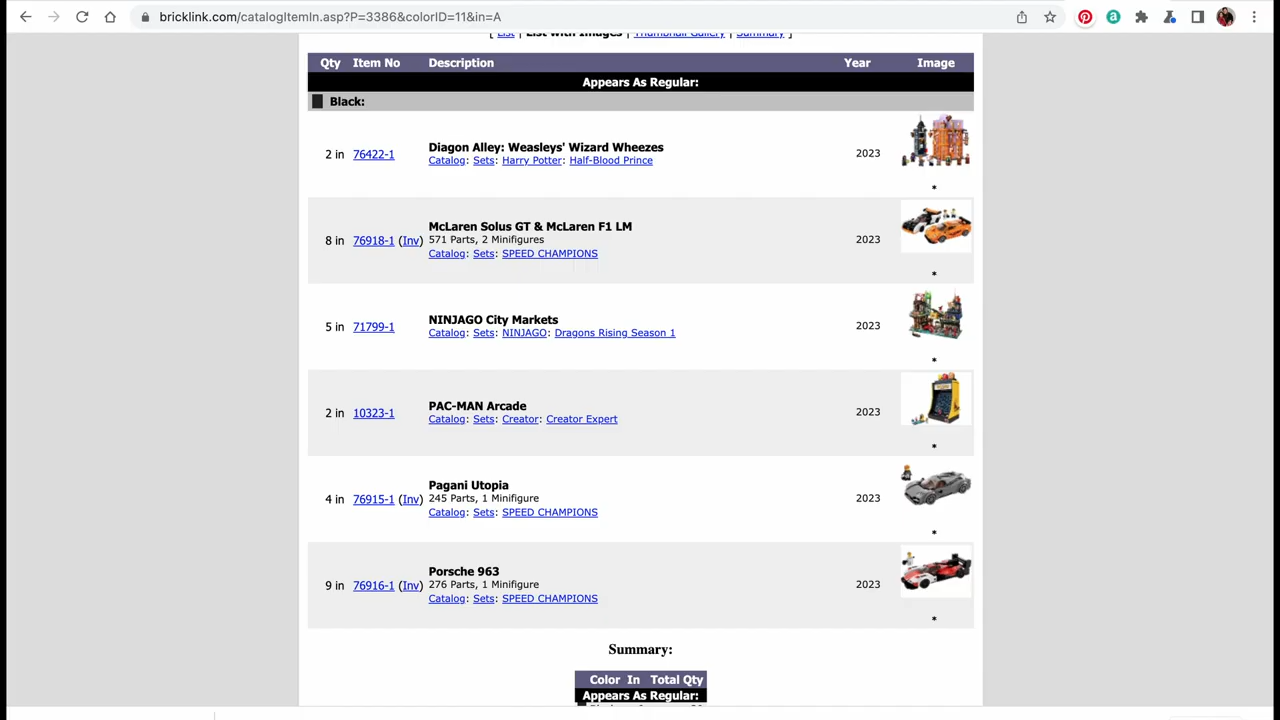 bricklink.com/catalogItemIn.asp?P=3386&colorID=11&in=A
[ List | List with Images | Thumbnail Gallery | Summary ]
Qty Item No Description Year Image
Appears As Regular:
Black:
2 in 76422-1 Diagon Alley: Weasleys' Wizard Wheezes 2023
Catalog: Sets: Harry Potter: Half-Blood Prince
*
8 in 76918-1 (Inv) McLaren Solus GT & McLaren F1 LM 2023
571 Parts, 2 Minifigures
Catalog: Sets: SPEED CHAMPIONS
*
5 in 71799-1 NINJAGO City Markets 2023
Catalog: Sets: NINJAGO: Dragons Rising Season 1
*
2 in 10323-1 PAC-MAN Arcade 2023
Catalog: Sets: Creator: Creator Expert
*
4 in 76915-1 (Inv) Pagani Utopia 2023
245 Parts, 1 Minifigure
Catalog: Sets: SPEED CHAMPIONS
*
9 in 76916-1 (Inv) Porsche 963 2023
276 Parts, 1 Minifigure
Catalog: Sets: SPEED CHAMPIONS
*
Summary:
Color In Total Qty
Appears As Regular: